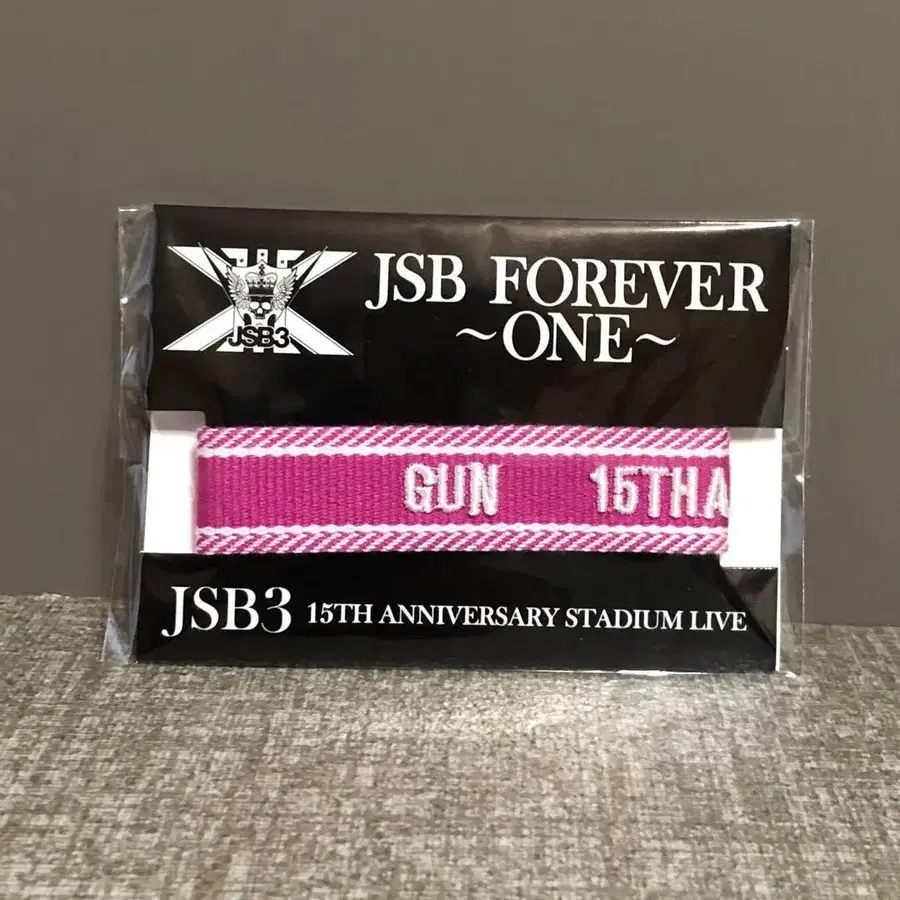 JSB3
JSB FOREVER
~ONE~
GUN 15THA
JSB3 15TH ANNIVERSARY STADIUM LIVE